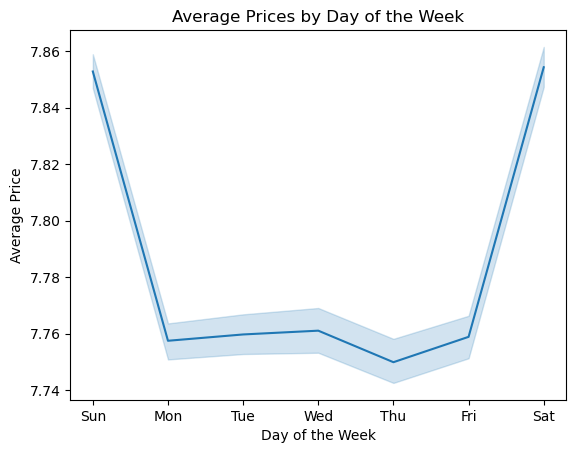 Average Prices by Day of the Week
Average Price
7.86
7.84
7.82
7.80
7.78
7.76
7.74
Sun Mon Tue Wed Thu Fri Sat
Day of the Week